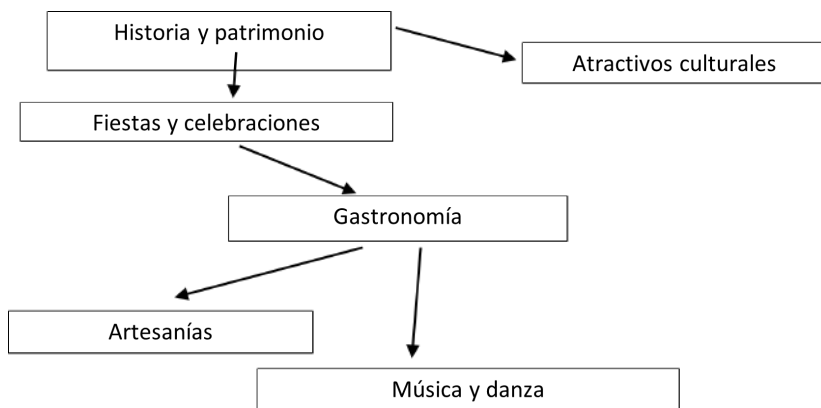 Historia y patrimonio
Atractivos culturales
Fiestas y celebraciones
Gastronomía
Artesanías
Música y danza